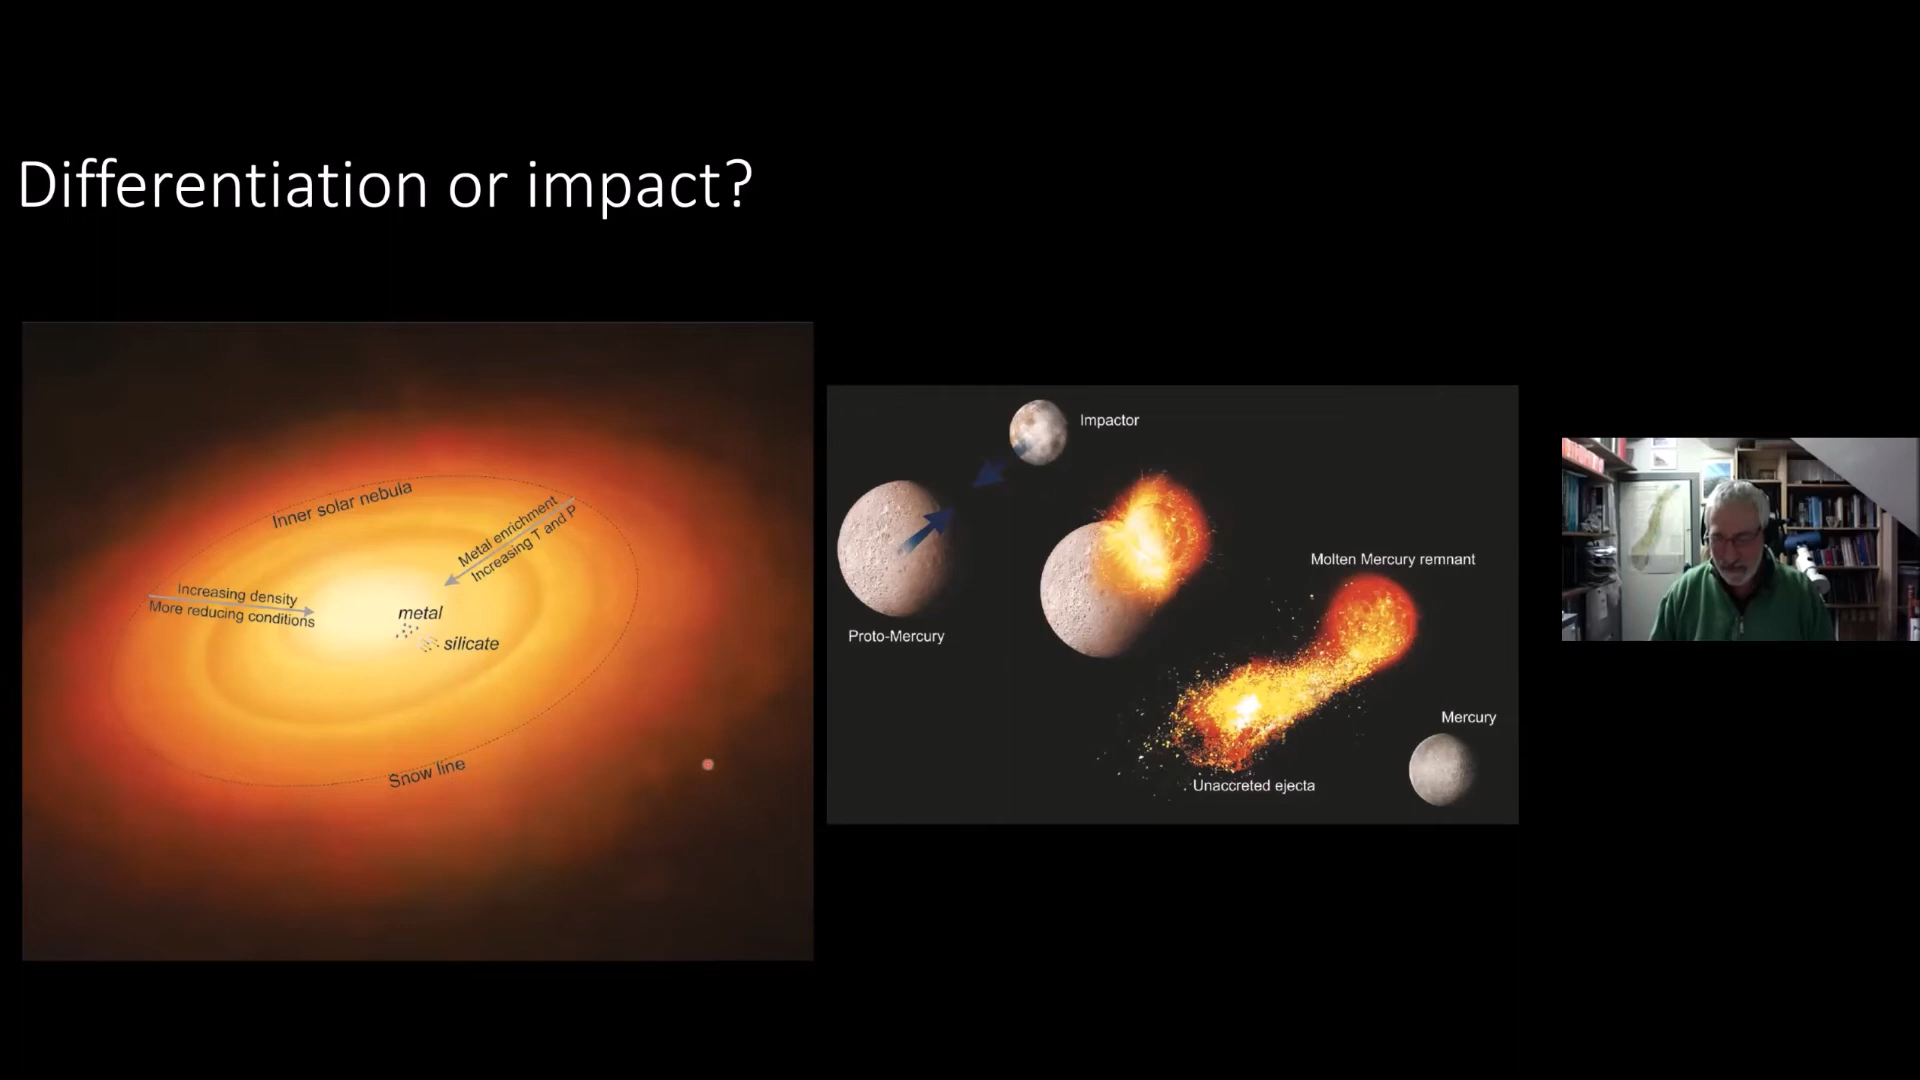 Differentiation or impact?
Inner solar nebula
Metal enrichment
Increasing T and P
Increasing density
More reducing conditions
metal
silicate
Snow line
Impactor
Proto-Mercury
Molten Mercury remnant
Unaccreted ejecta
Mercury